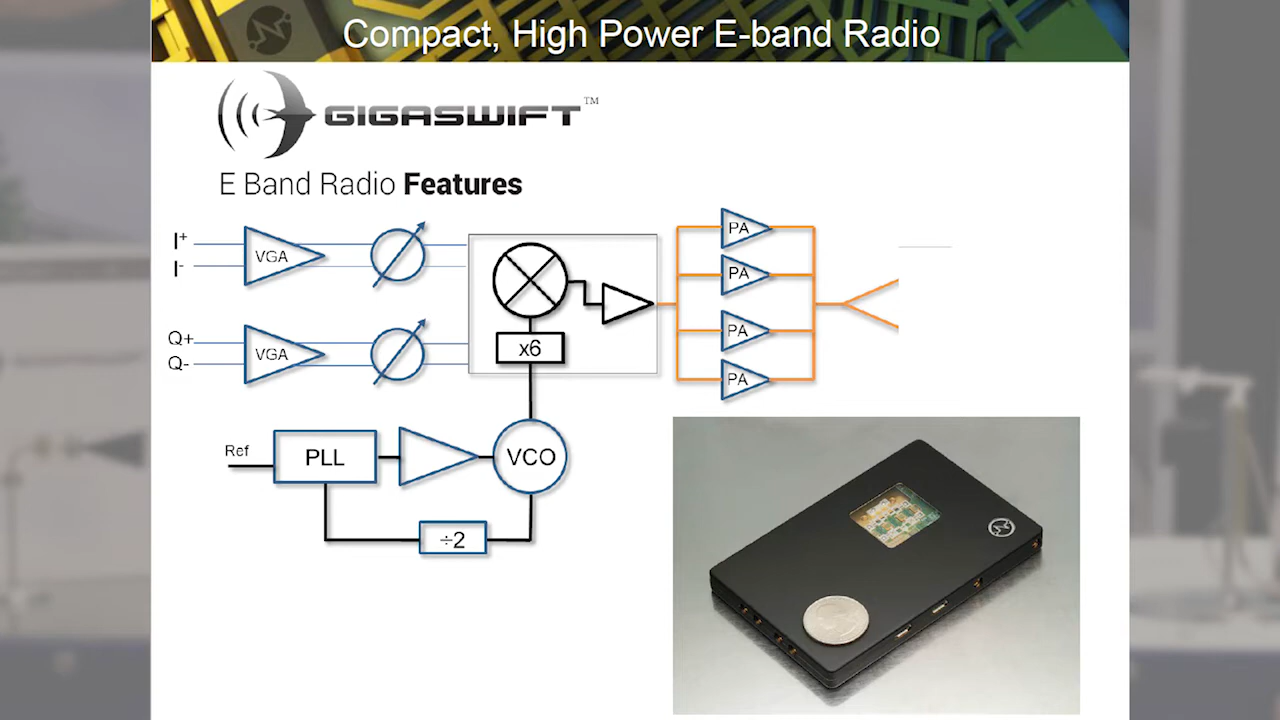 Compact, High Power E-band Radio
GIGASWIFT™
E Band Radio Features
I+
I-
VGA
Q+
Q-
VGA
x6
PA
PA
PA
PA
Ref
PLL
VCO
÷2